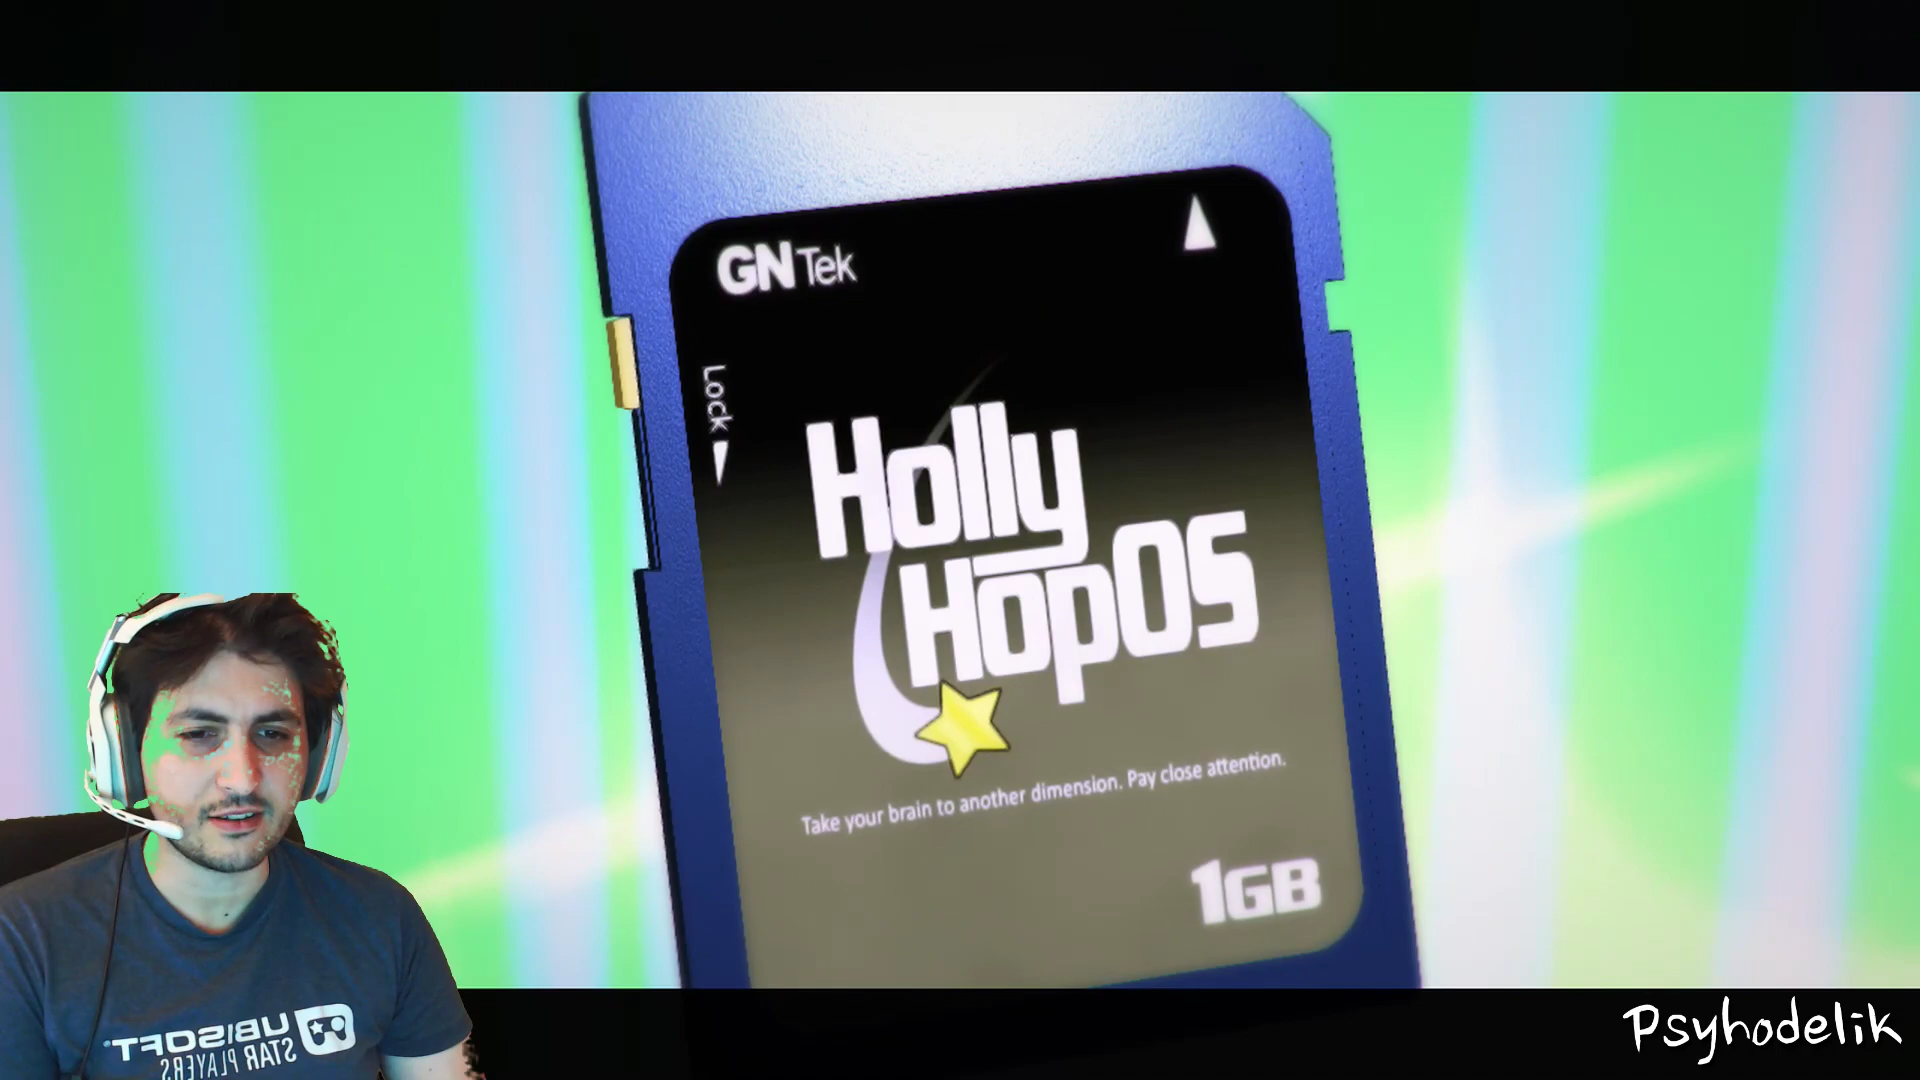 GN Tek
Lock
Holly
HopOS
Take your brain to another dimension. Pay close attention.
1GB
UBISOFT
STAR PLAYERS
Psyhodelik